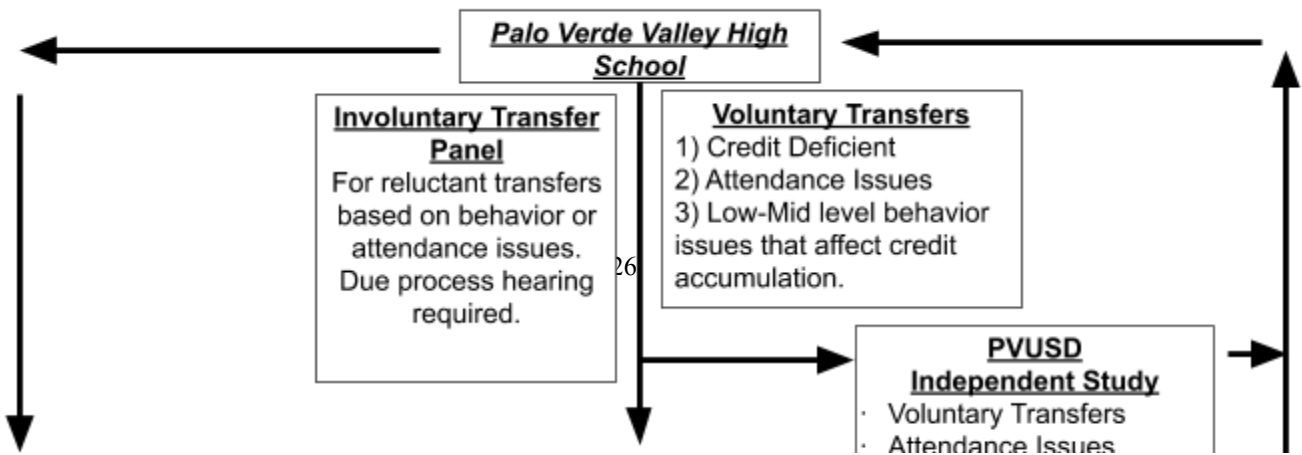 Palo Verde Valley High
School
Involuntary Transfer
Panel
For reluctant transfers
based on behavior or
attendance issues.
Due process hearing
required.
26
Voluntary Transfers
1) Credit Deficient
2) Attendance Issues
3) Low-Mid level behavior
issues that affect credit
accumulation.
PVUSD
Independent Study
· Voluntary Transfers
· Attendance Issues